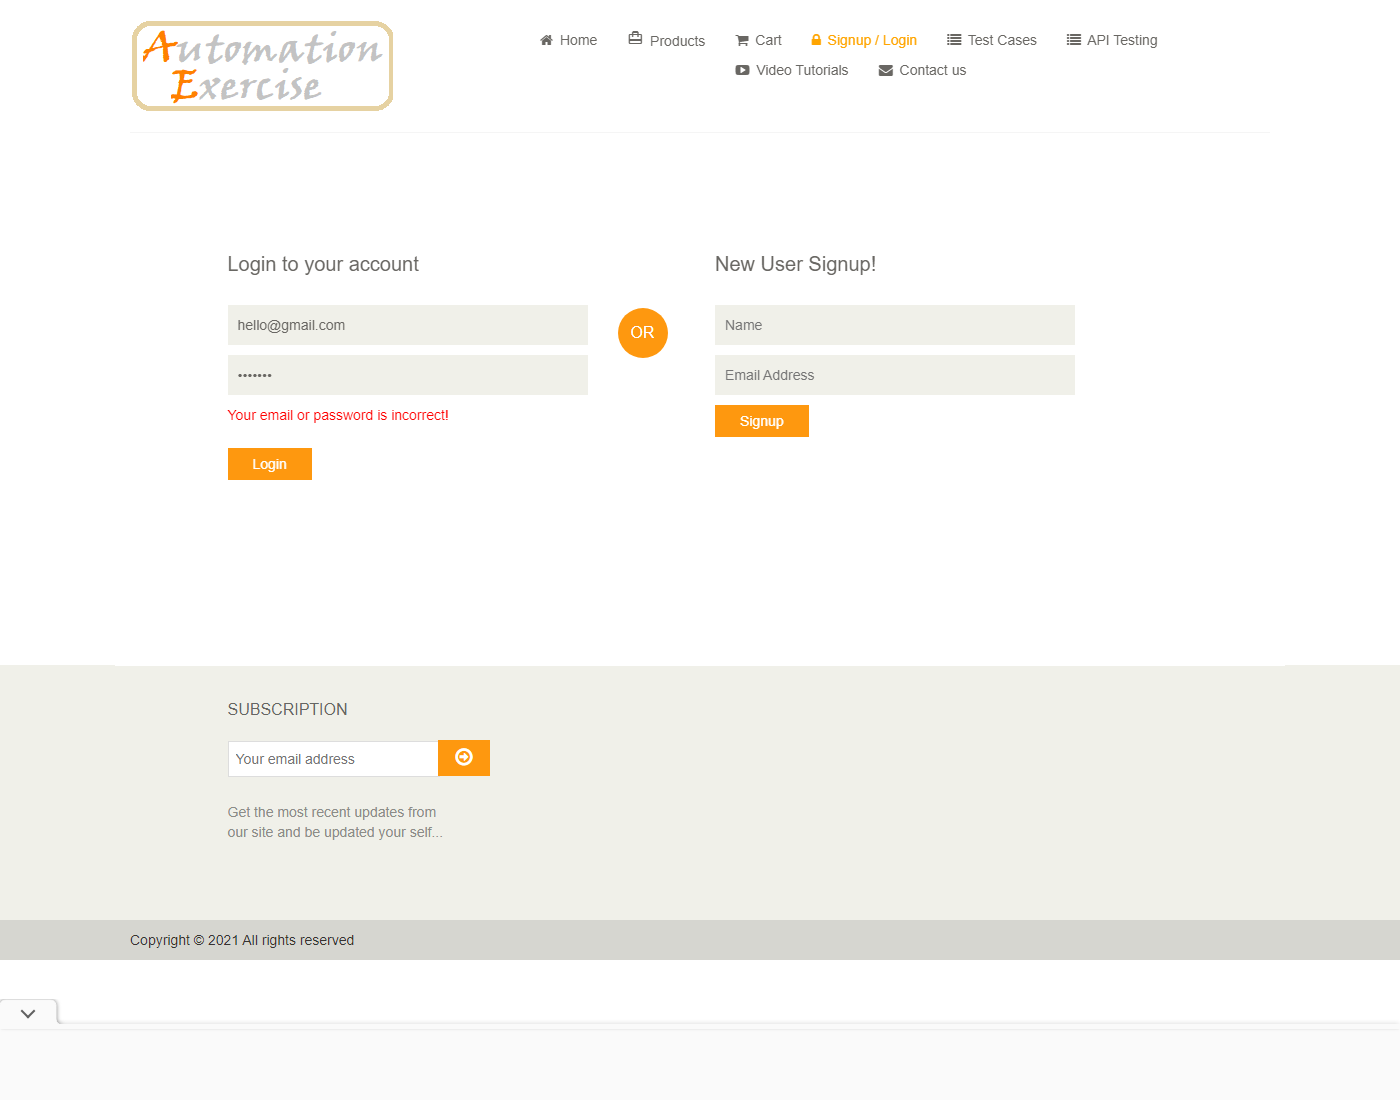 Automation
Exercise
Home
Products
Cart
Signup / Login
Test Cases
API Testing
Video Tutorials
Contact us
Login to your account
hello@gmail.com
•••••••
Your email or password is incorrect!
Login
OR
New User Signup!
Name
Email Address
Signup
SUBSCRIPTION
Your email address
Get the most recent updates from
our site and be updated your self...
Copyright © 2021 All rights reserved